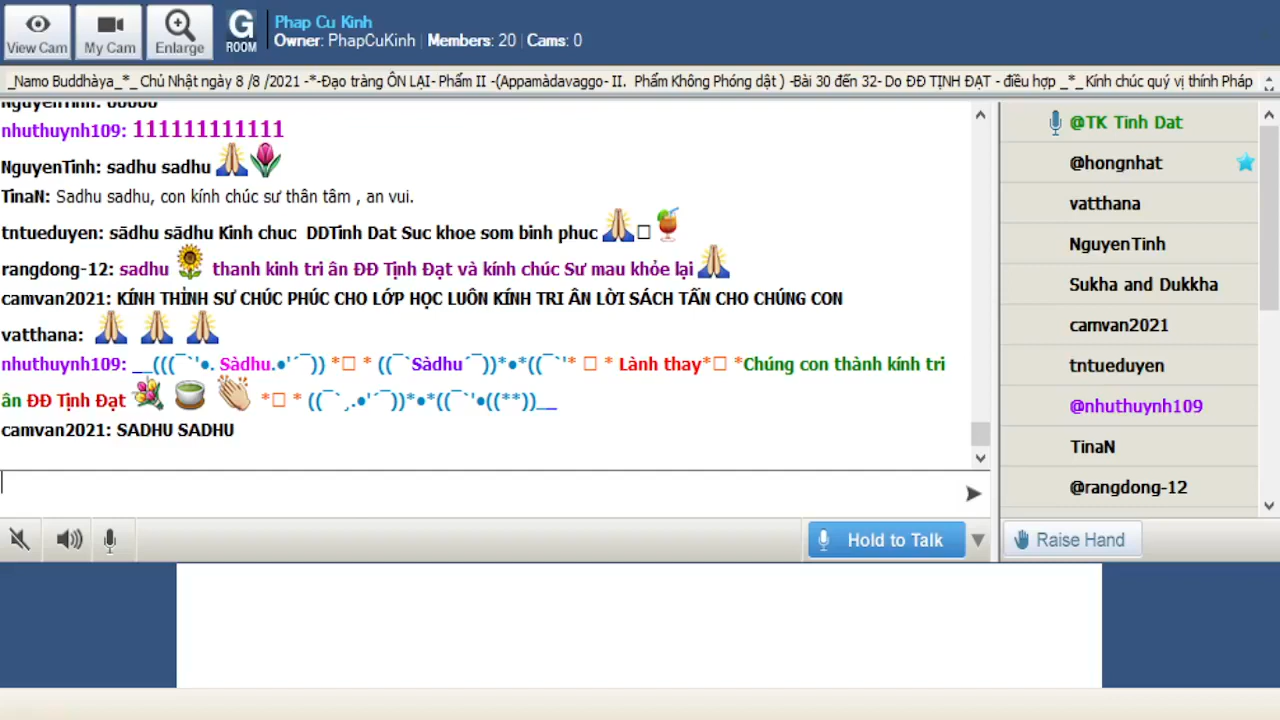 View Cam
My Cam
Enlarge
G
ROOM
Phap Cu Kinh
Owner: PhapCuKinh | Members: 20 | Cams: 0
_Namo Buddhàya_*_ Chủ Nhật ngày 8 /8 /2021 -*-Đạo tràng ÔN LẠI- Phẩm II -(Appamàdavaggo- II. Phẩm Không Phóng dật ) -Bài 30 đến 32- Do ĐĐ TỊNH ĐẠT - điều hợp _*_ Kính chúc quý vị thính Pháp
NguyenTinh: 00000
nhuthuynh109: 111111111111
NguyenTinh: sadhu sadhu
TinaN: Sadhu sadhu, con kính chúc sư thân tâm , an vui.
tntueduyen: sādhu sādhu Kinh chuc DDTinh Dat Suc khoe som binh phuc
rangdong-12: sadhu thanh kinh tri ân ĐĐ Tịnh Đạt và kính chúc Sư mau khỏe lại
camvan2021: KÍNH THỈNH SƯ CHÚC PHÚC CHO LỚP HỌC LUÔN KÍNH TRI ÂN LỜI SÁCH TẤN CHO CHÚNG CON
vatthana:
nhuthuynh109: __(((¯`'•. Sàdhu.•'´¯)) *□ * ((¯`Sàdhu´¯))*•*((¯`'* □ * Lành thay*□ *Chúng con thành kính tri
ân ĐĐ Tịnh Đạt *□ * ((¯`¸.•'´¯))*•*((¯`'•((**))__
camvan2021: SADHU SADHU
Hold to Talk
@TK Tinh Dat
@hongnhat
vatthana
NguyenTinh
Sukha and Dukkha
camvan2021
tntueduyen
@nhuthuynh109
TinaN
@rangdong-12
Raise Hand